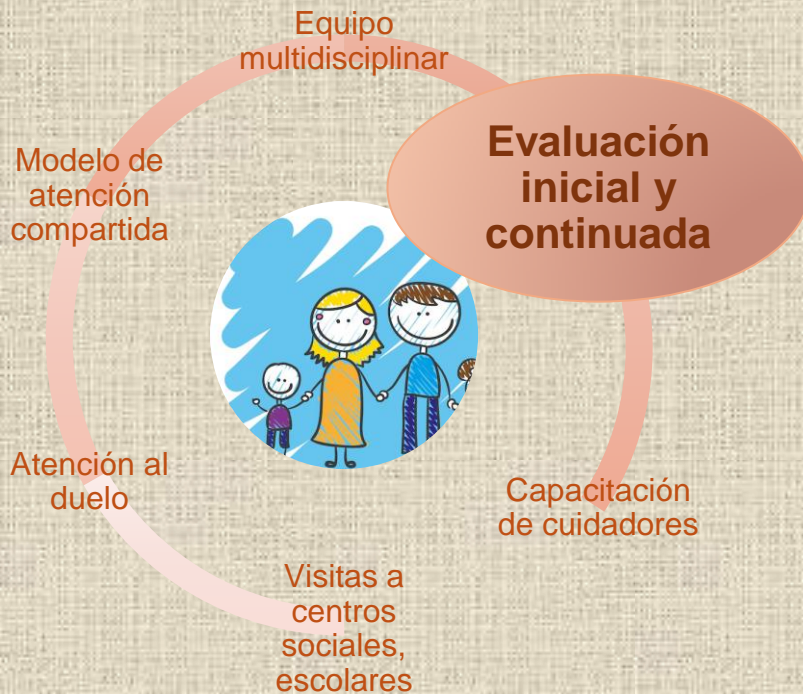 Equipo
multidisciplinar
Evaluación
inicial y
continuada
Modelo de
atención
compartida
Atención al
duelo
Capacitación
de cuidadores
Visitas a
centros
sociales,
escolares